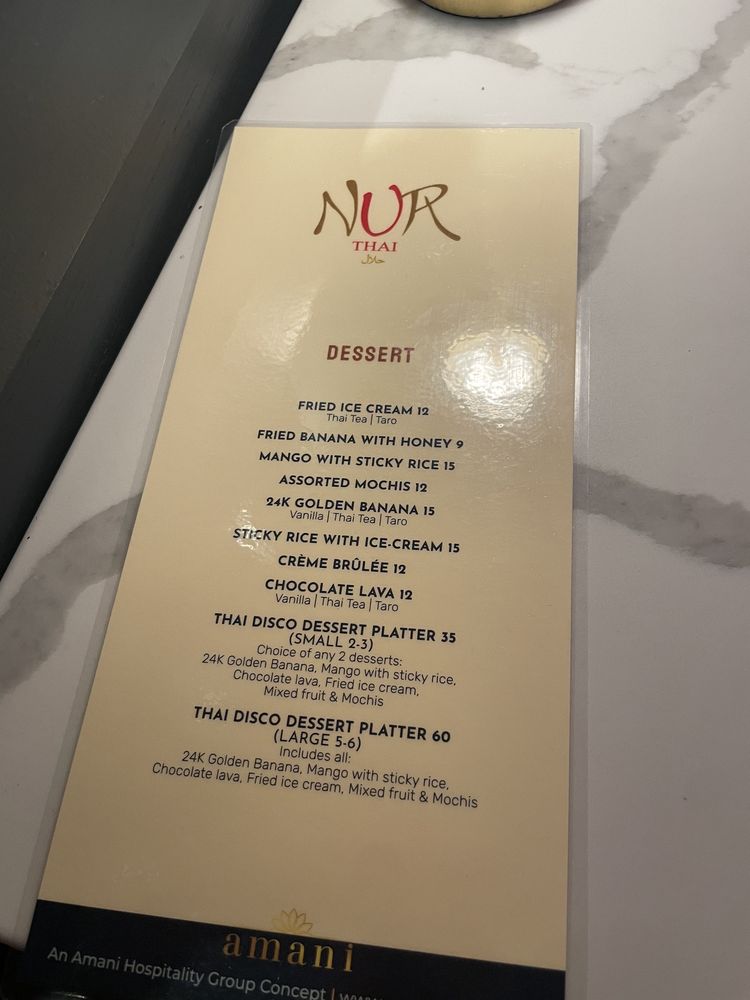 NUR
THAI
حلال
DESSERT
FRIED ICE CREAM 12
Thai Tea | Taro
FRIED BANANA WITH HONEY 9
MANGO WITH STICKY RICE 15
ASSORTED MOCHIS 12
24K GOLDEN BANANA 15
Vanilla | Thai Tea | Taro
STICKY RICE WITH ICE-CREAM 15
CRÈME BRÛLÉE 12
CHOCOLATE LAVA 12
Vanilla | Thai Tea | Taro
THAI DISCO DESSERT PLATTER 35
(SMALL 2-3)
Choice of any 2 desserts:
24K Golden Banana, Mango with sticky rice,
Chocolate lava, Fried ice cream,
Mixed fruit & Mochis
THAI DISCO DESSERT PLATTER 60
(LARGE 5-6)
Includes all:
24K Golden Banana, Mango with sticky rice,
Chocolate lava, Fried ice cream, Mixed fruit & Mochis
amani
An Amani Hospitality Group Concept |